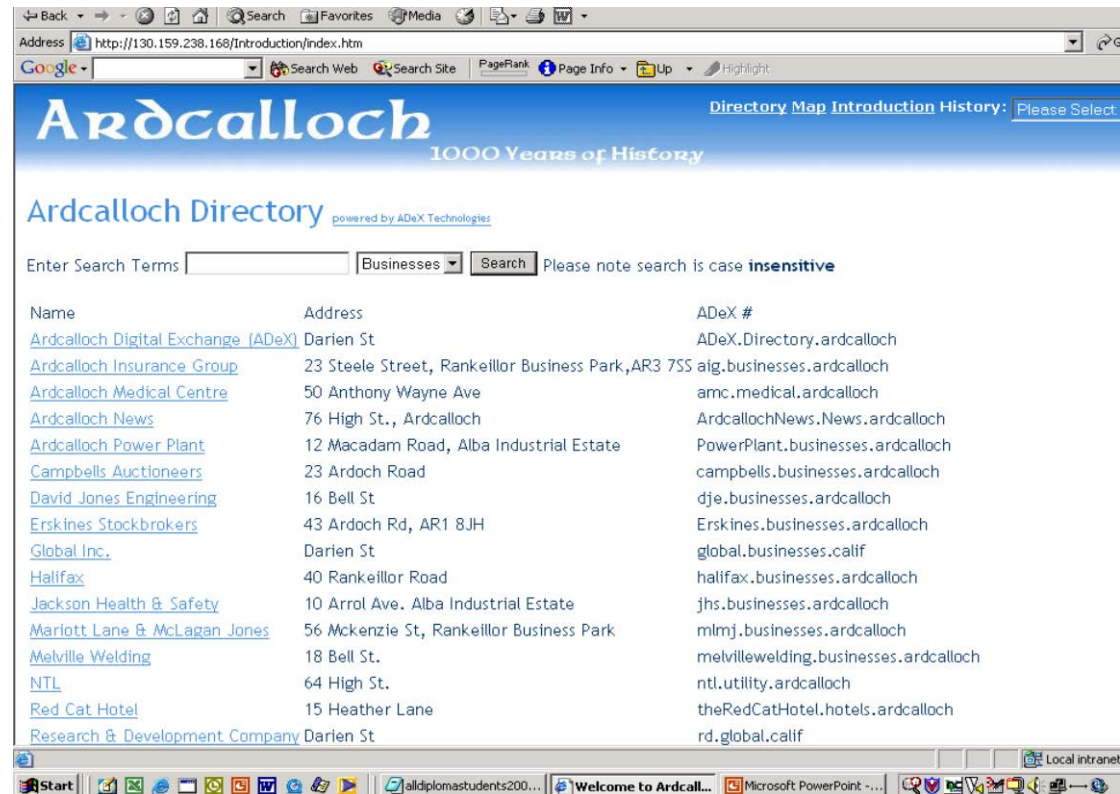 Back Search Favorites Media
Address http://130.159.238.168/Introduction/index.htm
Google Search Web Search Site PageRank Page Info Up Highlight
Directory Map Introduction History: Please Select
Ardcalloch
1000 Years of History
Ardcalloch Directory powered by ADeX Technologies
Enter Search Terms Businesses Search Please note search is case insensitive
Name Address ADeX #
Ardcalloch Digital Exchange (ADeX) Darien St ADeX.Directory.ardcalloch
Ardcalloch Insurance Group 23 Steele Street, Rankeillor Business Park,AR3 7SS aig.businesses.ardcalloch
Ardcalloch Medical Centre 50 Anthony Wayne Ave amc.medical.ardcalloch
Ardcalloch News 76 High St., Ardcalloch ArdcallochNews.News.ardcalloch
Ardcalloch Power Plant 12 Macadam Road, Alba Industrial Estate PowerPlant.businesses.ardcalloch
Campbells Auctioneers 23 Ardoch Road campbells.businesses.ardcalloch
David Jones Engineering 16 Bell St dje.businesses.ardcalloch
Erskines Stockbrokers 43 Ardoch Rd, AR1 8JH Erskines.businesses.ardcalloch
Global Inc. Darien St global.businesses.calif
Halifax 40 Rankeillor Road halifax.businesses.ardcalloch
Jackson Health & Safety 10 Arrol Ave. Alba Industrial Estate jhs.businesses.ardcalloch
Mariott Lane & McLagan Jones 56 Mckenzie St, Rankeillor Business Park mlmj.businesses.ardcalloch
Melville Welding 18 Bell St. melvillewelding.businesses.ardcalloch
NTL 64 High St. ntl.utility.ardcalloch
Red Cat Hotel 15 Heather Lane theRedCatHotel.hotels.ardcalloch
Research & Development Company Darien St rd.global.calif
Local intranet
Start alldiplomastudents200... Welcome to Ardcall... Microsoft PowerPoint -...